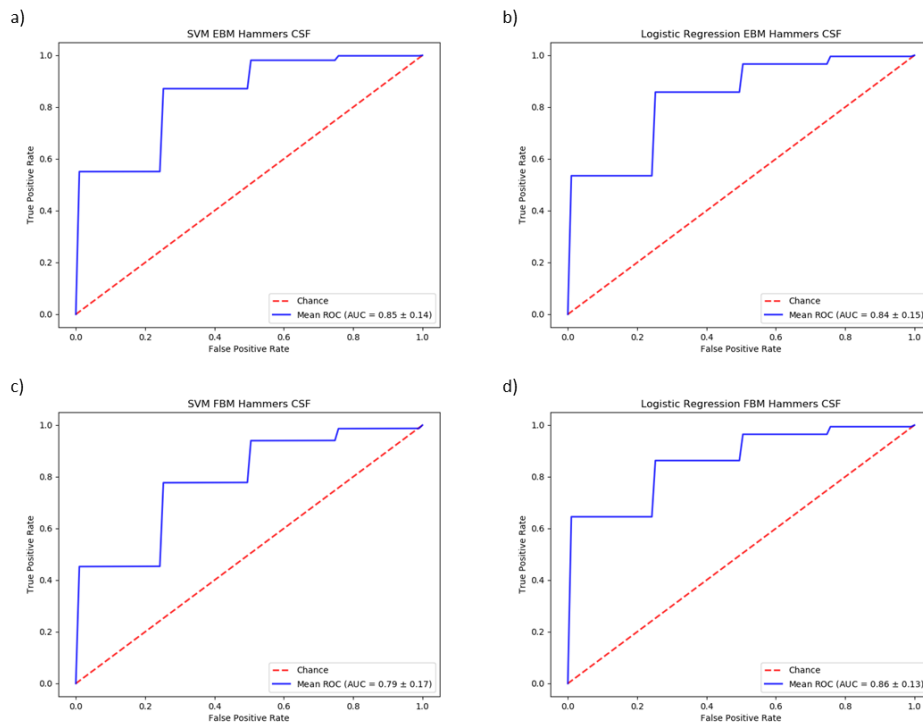 a)
SVM EBM Hammers CSF
1.0
0.8
0.6
0.4
0.2
0.0
True Positive Rate
0.0 0.2 0.4 0.6 0.8 1.0
False Positive Rate
Chance
Mean ROC (AUC = 0.85 ± 0.14)
b)
Logistic Regression EBM Hammers CSF
1.0
0.8
0.6
0.4
0.2
0.0
True Positive Rate
0.0 0.2 0.4 0.6 0.8 1.0
False Positive Rate
Chance
Mean ROC (AUC = 0.84 ± 0.15)
c)
SVM FBM Hammers CSF
1.0
0.8
0.6
0.4
0.2
0.0
True Positive Rate
0.0 0.2 0.4 0.6 0.8 1.0
False Positive Rate
Chance
Mean ROC (AUC = 0.79 ± 0.17)
d)
Logistic Regression FBM Hammers CSF
1.0
0.8
0.6
0.4
0.2
0.0
True Positive Rate
0.0 0.2 0.4 0.6 0.8 1.0
False Positive Rate
Chance
Mean ROC (AUC = 0.86 ± 0.13)